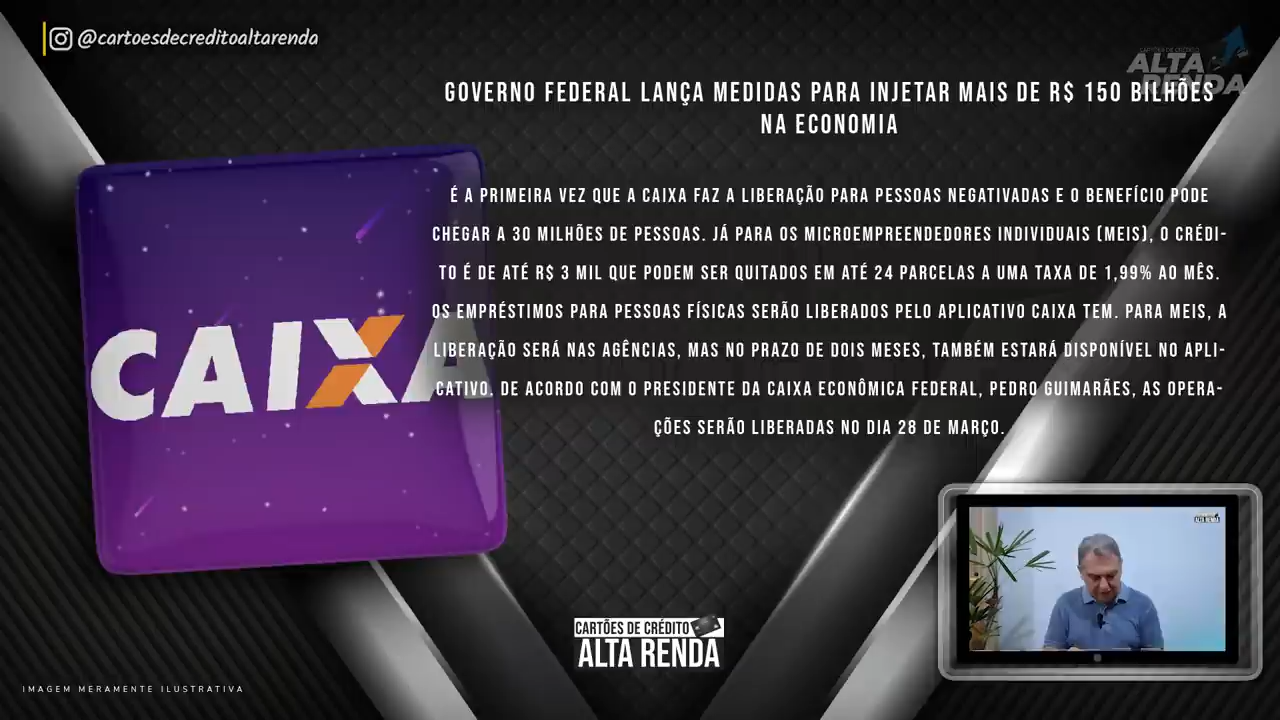 @cartoesdecreditoaltarenda
CARTÕES DE CRÉDITO
ALTA
RENDA
GOVERNO FEDERAL LANÇA MEDIDAS PARA INJETAR MAIS DE R$ 150 BILHÕES
NA ECONOMIA
É A PRIMEIRA VEZ QUE A CAIXA FAZ A LIBERAÇÃO PARA PESSOAS NEGATIVADAS E O BENEFÍCIO PODE
CHEGAR A 30 MILHÕES DE PESSOAS. JÁ PARA OS MICROEMPREENDEDORES INDIVIDUAIS (MEIS), O CRÉDI-
TO É DE ATÉ R$ 3 MIL QUE PODEM SER QUITADOS EM ATÉ 24 PARCELAS A UMA TAXA DE 1,99% AO MÊS.
OS EMPRÉSTIMOS PARA PESSOAS FÍSICAS SERÃO LIBERADOS PELO APLICATIVO CAIXA TEM. PARA MEIS, A
LIBERAÇÃO SERÁ NAS AGÊNCIAS, MAS NO PRAZO DE DOIS MESES, TAMBÉM ESTARÁ DISPONÍVEL NO APLI-
CATIVO. DE ACORDO COM O PRESIDENTE DA CAIXA ECONÔMICA FEDERAL, PEDRO GUIMARÃES, AS OPERA-
ÇÕES SERÃO LIBERADAS NO DIA 28 DE MARÇO.
CAIXA
CARTÕES DE CRÉDITO
ALTA RENDA
ALTA RENDA
IMAGEM MERAMENTE ILUSTRATIVA